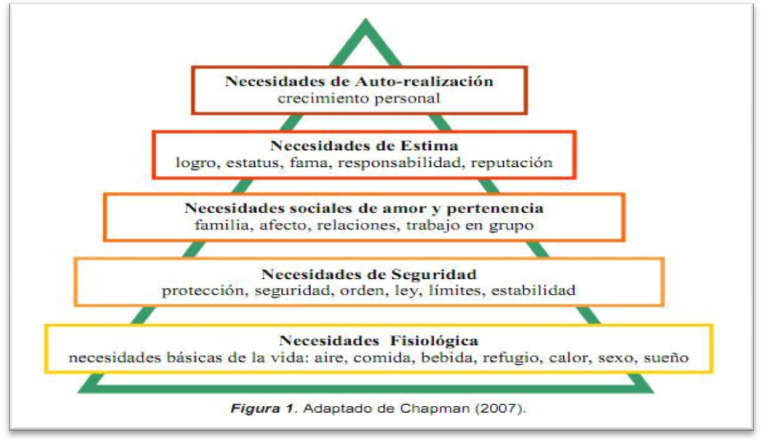 Necesidades de Auto-realización
crecimiento personal
Necesidades de Estima
logro, estatus, fama, responsabilidad, reputación
Necesidades sociales de amor y pertenencia
familia, afecto, relaciones, trabajo en grupo
Necesidades de Seguridad
protección, seguridad, orden, ley, límites, estabilidad
Necesidades Fisiológica
necesidades básicas de la vida: aire, comida, bebida, refugio, calor, sexo, sueño
Figura 1. Adaptado de Chapman (2007).